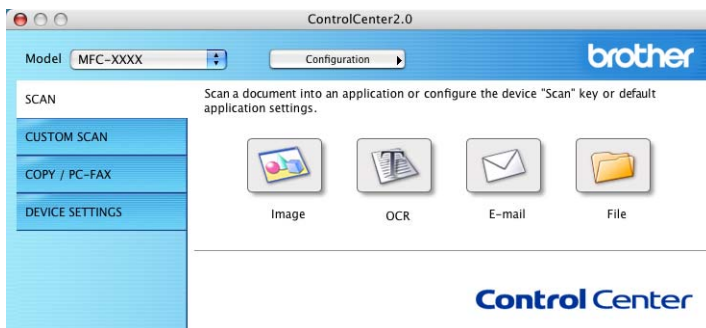 ControlCenter2.0
Model MFC-XXXX Configuration brother
SCAN
CUSTOM SCAN
COPY / PC-FAX
DEVICE SETTINGS
Scan a document into an application or configure the device "Scan" key or default
application settings.
Image OCR E-mail File
Control Center